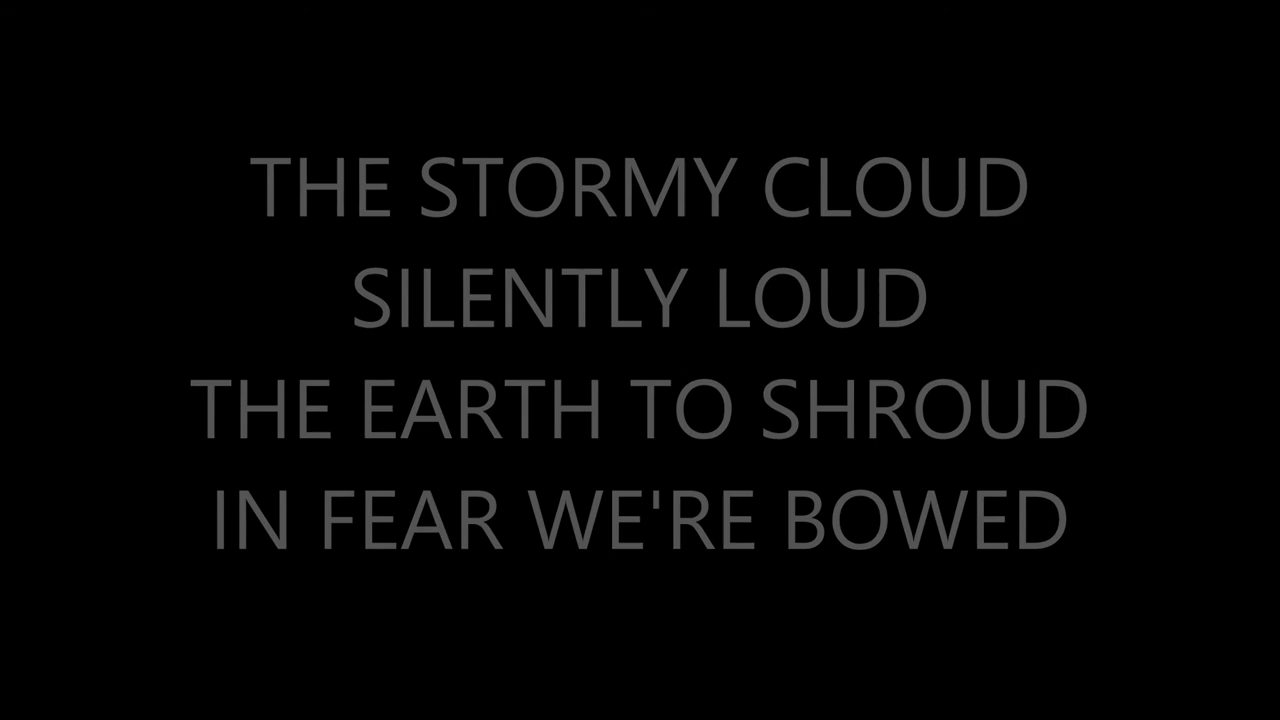 THE STORMY CLOUD
SILENTLY LOUD
THE EARTH TO SHROUD
IN FEAR WE'RE BOWED